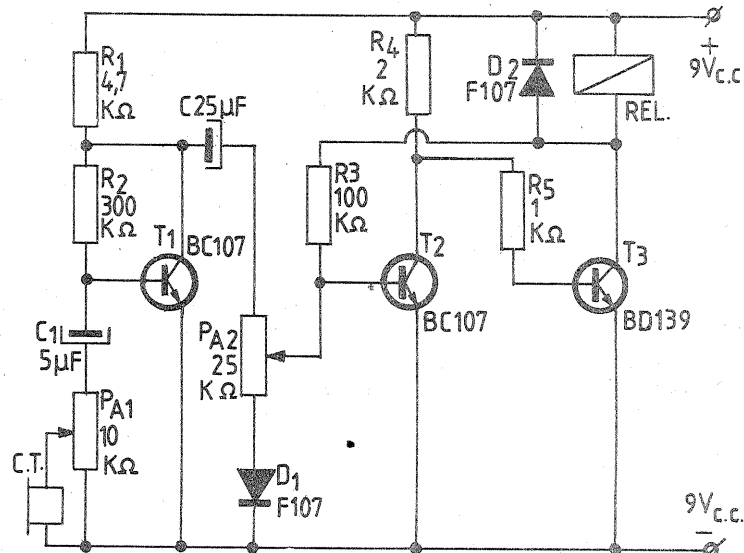 R1
4,7
KΩ
C25µF
R4
2
KΩ
D2
F107
+
9Vc.c.
REL.
R2
300
KΩ
T1
BC107
R3
100
KΩ
R5
1
KΩ
T2
BC107
T3
BD139
C1
5µF
PA2
25
KΩ
PA1
10
KΩ
C.T.
D1
F107
9Vc.c.
−